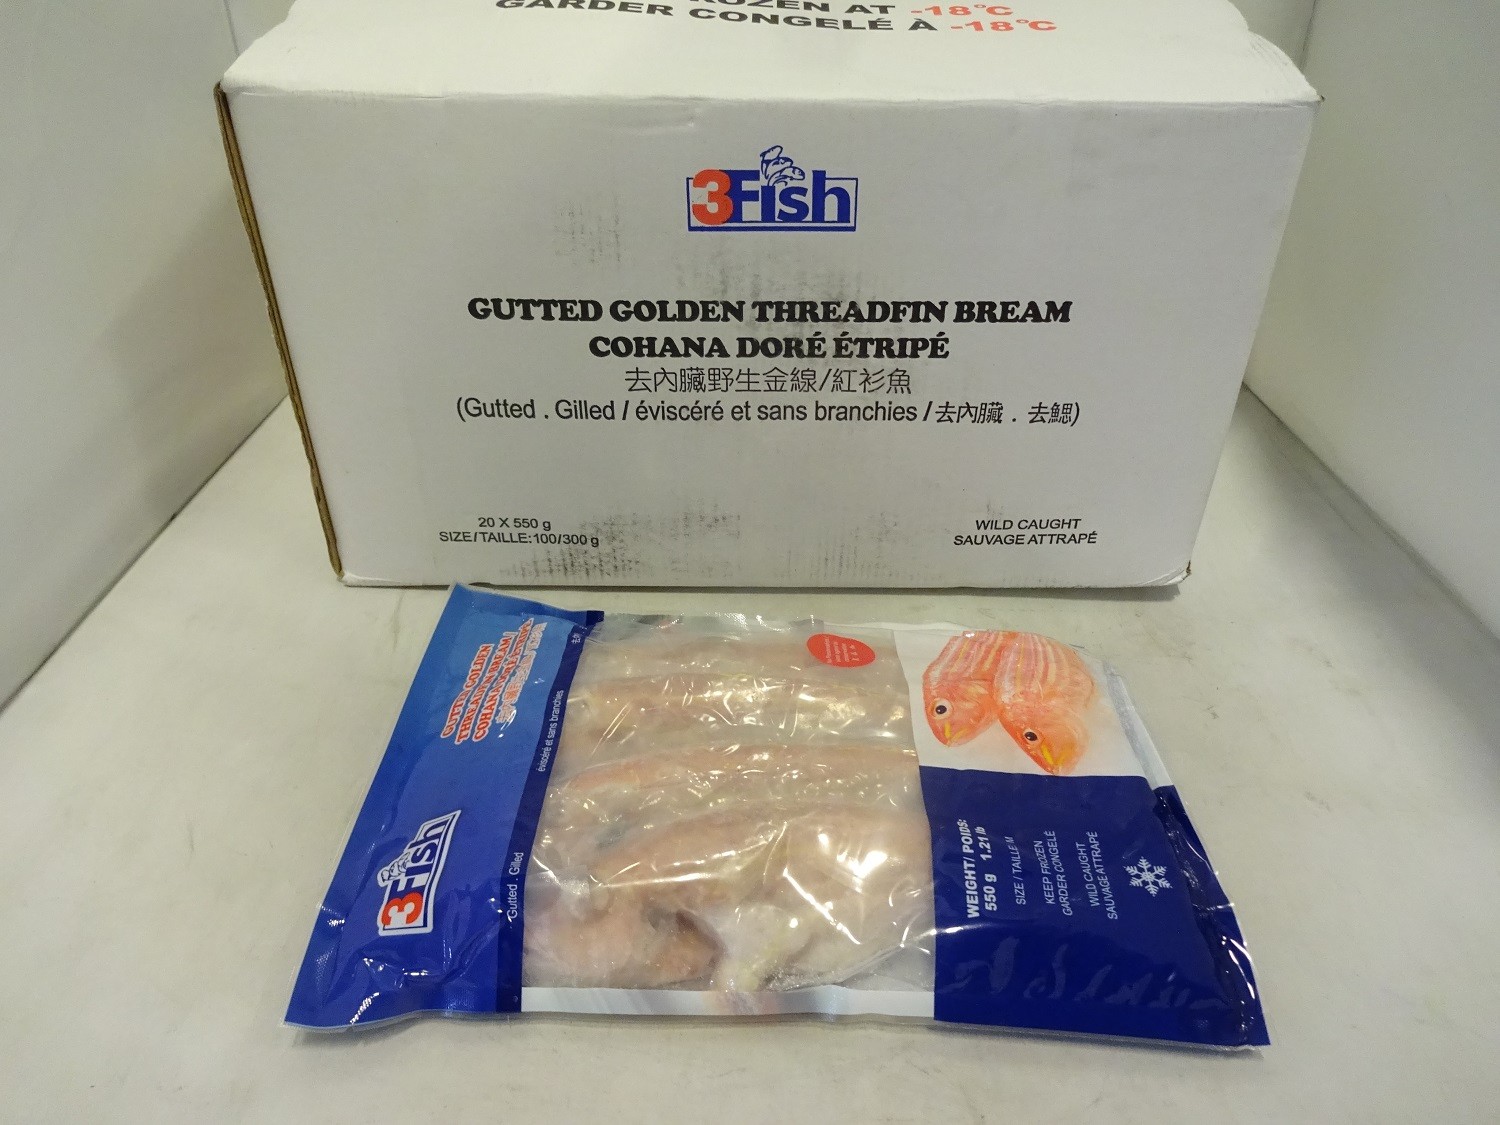 OZEN AT -18°C
GARDER CONGELÉ À -18°C
3Fish
GUTTED GOLDEN THREADFIN BREAM
COHANA DORÉ ÉTRIPÉ
去內臟野生金線/紅衫魚
(Gutted . Gilled / éviscéré et sans branchies / 去內臟 . 去鰓)
20 X 550 g
SIZE/TAILLE:100/300 g
WILD CAUGHT
SAUVAGE ATTRAPÉ
GUTTED GOLDEN
THREADFIN BREAM/
COHANA DORÉ ÉTRIPÉ
éviscéré et sans branchies
Gutted . Gilled
3Fish
WEIGHT/ POIDS:
550 g 1.21 lb
SIZE / TAILLE M
KEEP FROZEN
GARDER CONGELÉ
WILD CAUGHT
SAUVAGE ATTRAPÉ